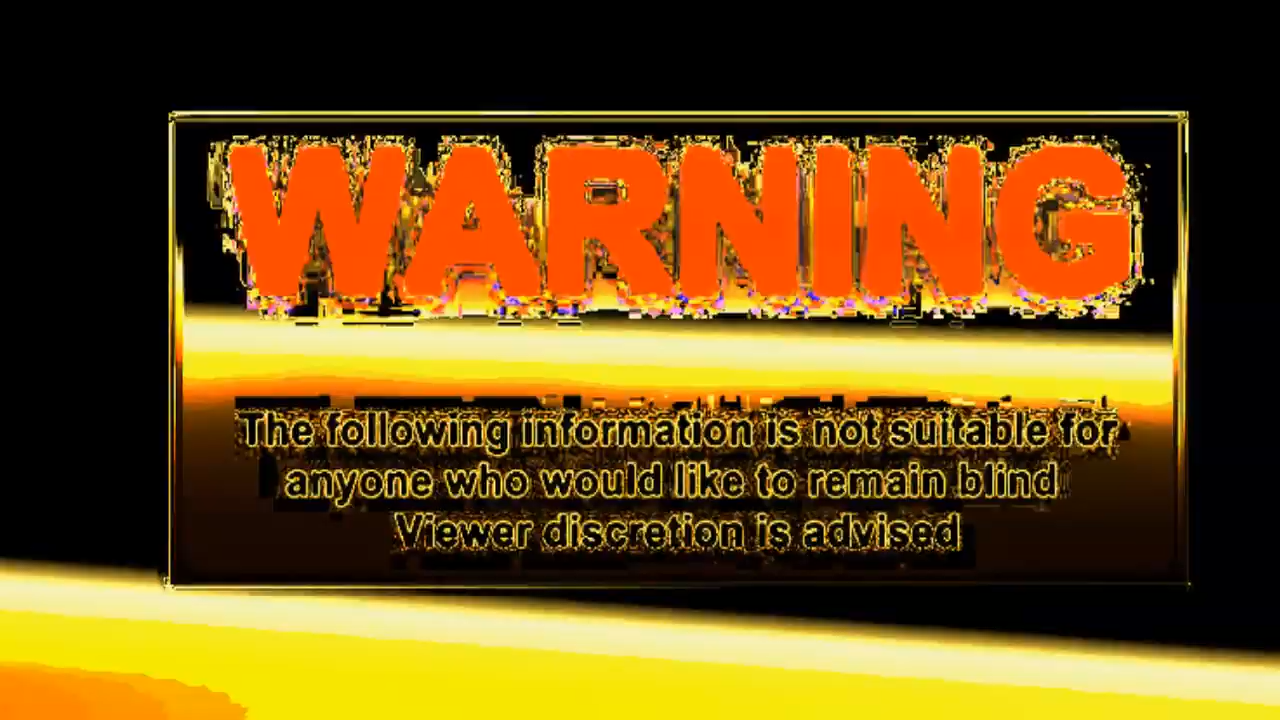 WARNING
The following information is not suitable for
anyone who would like to remain blind
Viewer discretion is advised